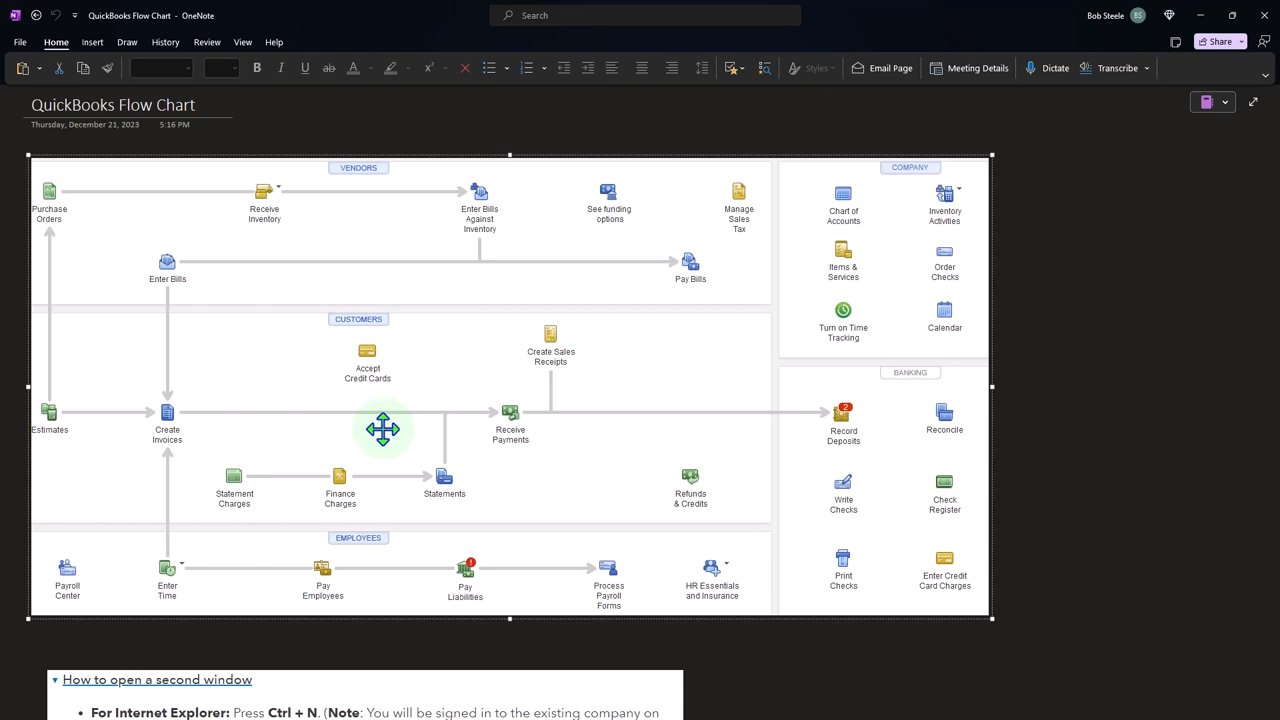 QuickBooks Flow Chart - OneNote
Search
Bob Steele
BS
File
Home
Insert
Draw
History
Review
View
Help
Share
B
I
U
ab
A
x
Styles
Email Page
Meeting Details
Dictate
Transcribe
QuickBooks Flow Chart
Thursday, December 21, 2023
5:16 PM
VENDORS
Purchase
Orders
Receive
Inventory
Enter Bills
Against
Inventory
See funding
options
Manage
Sales
Tax
Enter Bills
Pay Bills
CUSTOMERS
Accept
Credit Cards
Create Sales
Receipts
Estimates
Create
Invoices
Receive
Payments
Statement
Charges
Finance
Charges
Statements
Refunds
& Credits
EMPLOYEES
Payroll
Center
Enter
Time
Pay
Employees
Pay
Liabilities
Process
Payroll
Forms
HR Essentials
and Insurance
COMPANY
Chart of
Accounts
Inventory
Activities
Items &
Services
Order
Checks
Turn on Time
Tracking
Calendar
BANKING
2
Record
Deposits
Reconcile
Write
Checks
Check
Register
Print
Checks
Enter Credit
Card Charges
How to open a second window
• For Internet Explorer: Press Ctrl + N. (Note: You will be signed in to the existing company on